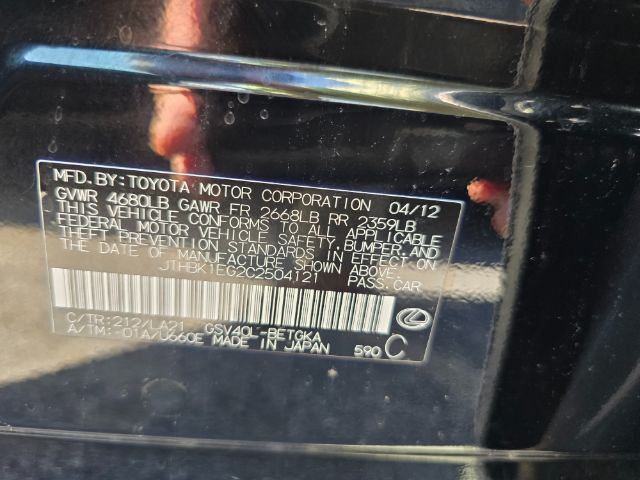 MFD. BY: TOYOTA MOTOR CORPORATION 04/12
GVWR 4680LB GAWR FR 2668LB RR 2359LB
THIS VEHICLE CONFORMS TO ALL APPLICABLE
FEDERAL MOTOR VEHICLE SAFETY, BUMPER, AND
THEFT PREVENTION STANDARDS IN EFFECT ON
THE DATE OF MANUFACTURE SHOWN ABOVE.
JTHBK1EG2C2504121 PASS. CAR
C/TR: 212/LA21 GSV40L-BETGKA
A/TM: -01A/U660E MADE IN JAPAN 590 C